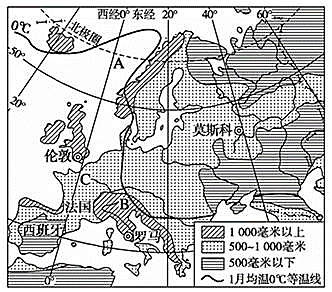 西经0°东经
20°
40°
60°
0℃
北极圈
A
50°
20°
莫斯科
伦敦
C
法国
B
西班牙
罗马
1 000毫米以上
500~1 000毫米
500毫米以下
1月均温0℃等温线